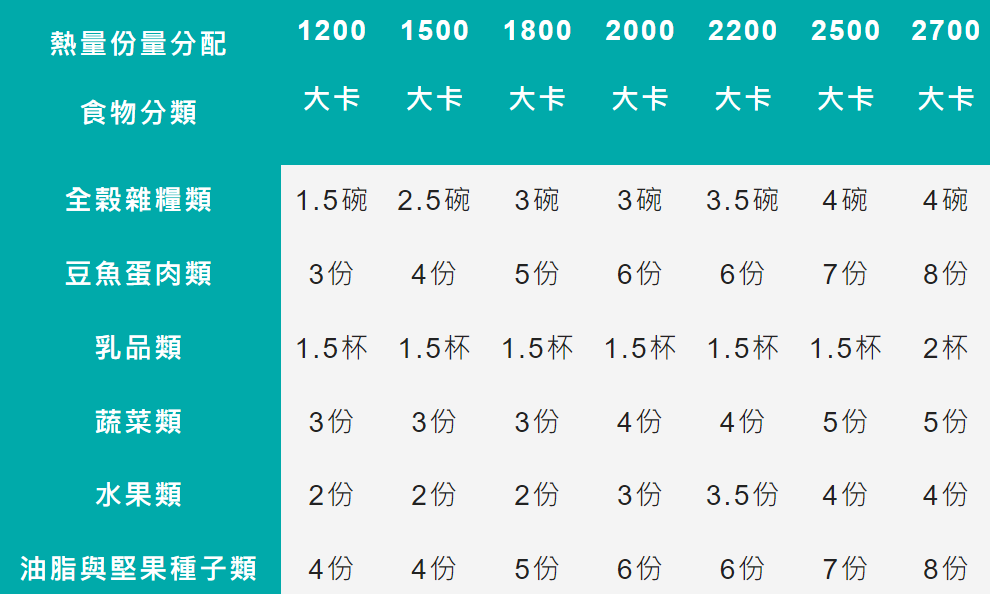 熱量份量分配 1200 1500 1800 2000 2200 2500 2700
食物分類 大卡 大卡 大卡 大卡 大卡 大卡 大卡
全穀雜糧類 1.5碗 2.5碗 3碗 3碗 3.5碗 4碗 4碗
豆魚蛋肉類 3份 4份 5份 6份 6份 7份 8份
乳品類 1.5杯 1.5杯 1.5杯 1.5杯 1.5杯 1.5杯 2杯
蔬菜類 3份 3份 3份 4份 4份 5份 5份
水果類 2份 2份 2份 3份 3.5份 4份 4份
油脂與堅果種子類 4份 4份 5份 6份 6份 7份 8份